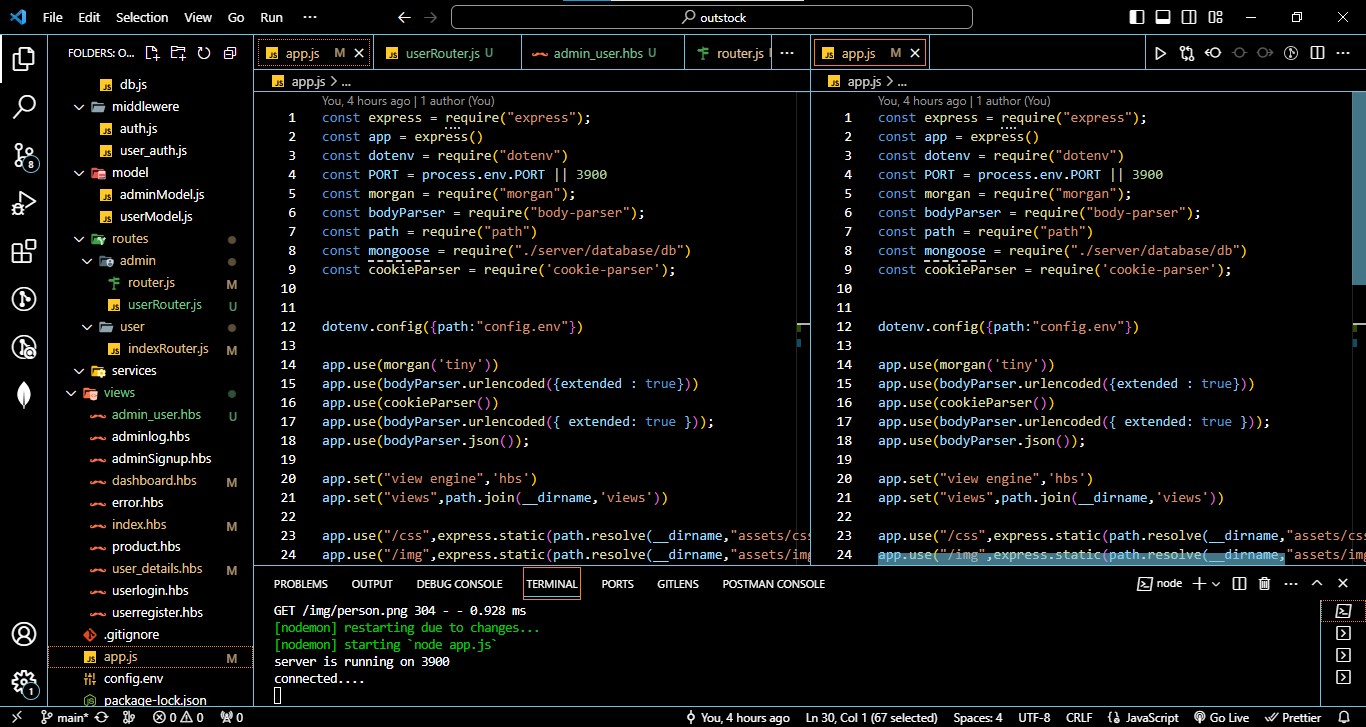 File Edit Selection View Go Run ···
outstock
FOLDERS: O...
db.js
middlewere
auth.js
user_auth.js
model
adminModel.js
userModel.js
routes
admin
router.js M
userRouter.js U
user
indexRouter.js M
services
views
admin_user.hbs U
adminlog.hbs
adminSignup.hbs
dashboard.hbs M
error.hbs
index.hbs M
product.hbs
user_details.hbs M
userlogin.hbs
userregister.hbs
.gitignore
app.js M
config.env
package-lock.json
8
1
app.js M
userRouter.js U
admin_user.hbs U
router.js
app.js > ...
You, 4 hours ago | 1 author (You)
1 const express = require("express");
2 const app = express()
3 const dotenv = require("dotenv")
4 const PORT = process.env.PORT || 3900
5 const morgan = require("morgan");
6 const bodyParser = require("body-parser");
7 const path = require("path")
8 const mongoose = require("./server/database/db")
9 const cookieParser = require('cookie-parser');
10
11
12 dotenv.config({path:"config.env"})
13
14 app.use(morgan('tiny'))
15 app.use(bodyParser.urlencoded({extended : true}))
16 app.use(cookieParser())
17 app.use(bodyParser.urlencoded({ extended: true }));
18 app.use(bodyParser.json());
19
20 app.set("view engine",'hbs')
21 app.set("views",path.join(__dirname,'views'))
22
23 app.use("/css",express.static(path.resolve(__dirname,"assets/css
24 app.use("/img",express.static(path.resolve(__dirname,"assets/img
app.js M
app.js > ...
You, 4 hours ago | 1 author (You)
1 const express = require("express");
2 const app = express()
3 const dotenv = require("dotenv")
4 const PORT = process.env.PORT || 3900
5 const morgan = require("morgan");
6 const bodyParser = require("body-parser");
7 const path = require("path")
8 const mongoose = require("./server/database/db")
9 const cookieParser = require('cookie-parser');
10
11
12 dotenv.config({path:"config.env"})
13
14 app.use(morgan('tiny'))
15 app.use(bodyParser.urlencoded({extended : true}))
16 app.use(cookieParser())
17 app.use(bodyParser.urlencoded({ extended: true }));
18 app.use(bodyParser.json());
19
20 app.set("view engine",'hbs')
21 app.set("views",path.join(__dirname,'views'))
22
23 app.use("/css",express.static(path.resolve(__dirname,"assets/css
24 app.use("/img",express.static(path.resolve(__dirname,"assets/img
PROBLEMS OUTPUT DEBUG CONSOLE TERMINAL PORTS GITLENS POSTMAN CONSOLE
node
GET /img/person.png 304 - - 0.928 ms
[nodemon] restarting due to changes...
[nodemon] starting `node app.js`
server is running on 3900
connected....
main* 0 0 0 You, 4 hours ago Ln 30, Col 1 (67 selected) Spaces: 4 UTF-8 CRLF {} JavaScript Go Live Prettier